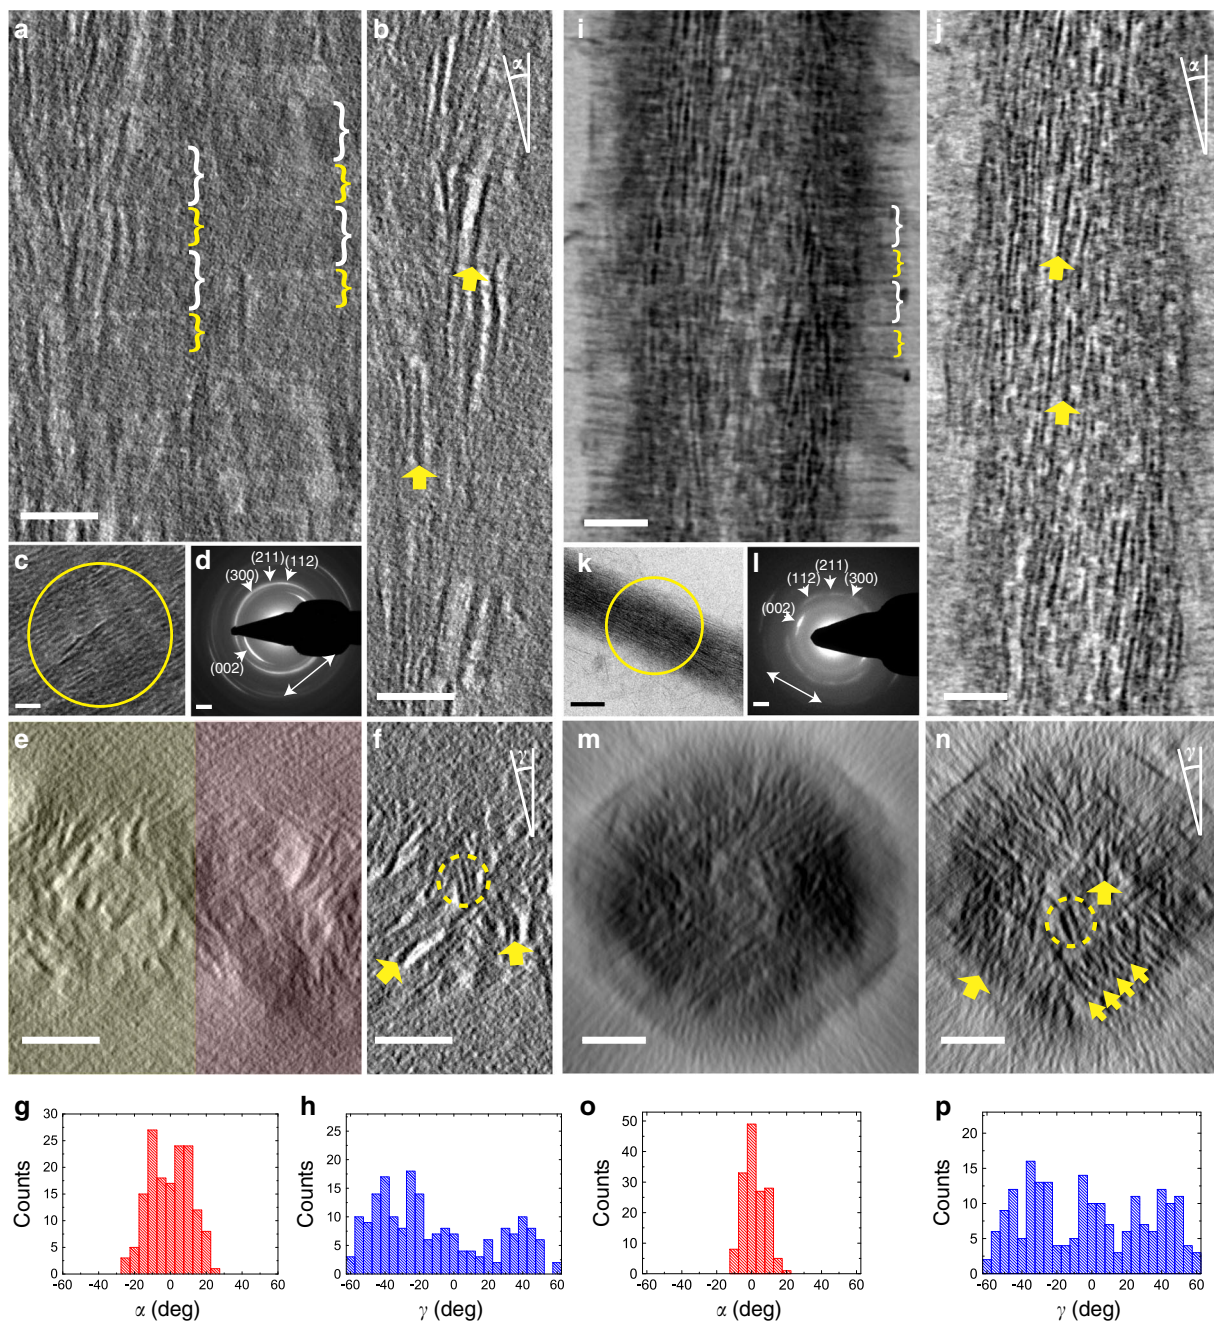 a
b
α
i
j
α
c
d
(211)
(112)
(300)
(002)
k
l
(211)
(112)
(300)
(002)
e
f
γ
m
n
γ
g
30
25
20
15
10
5
0
Counts
-60 -40 -20 0 20 40 60
α (deg)
h
25
20
15
10
5
0
-60 -40 -20 0 20 40 60
γ (deg)
o
50
40
30
20
10
0
Counts
-60 -40 -20 0 20 40 60
α (deg)
p
20
15
10
5
0
Counts
-60 -40 -20 0 20 40 60
γ (deg)